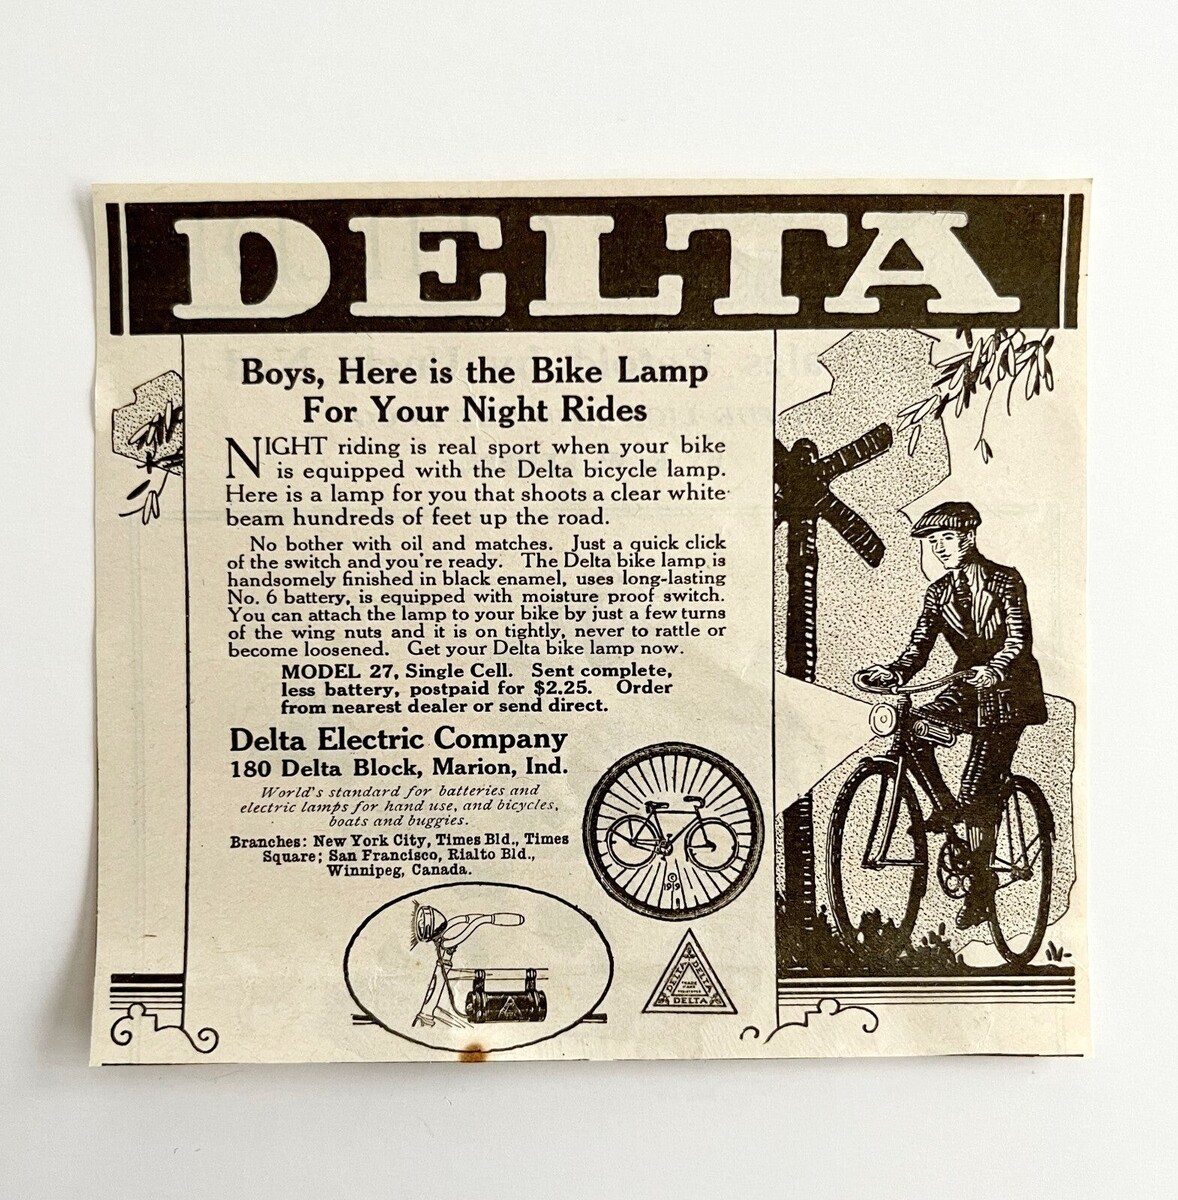 DELTA
Boys, Here is the Bike Lamp
For Your Night Rides
NIGHT riding is real sport when your bike
is equipped with the Delta bicycle lamp.
Here is a lamp for you that shoots a clear white
beam hundreds of feet up the road.
No bother with oil and matches. Just a quick click
of the switch and you're ready. The Delta bike lamp is
handsomely finished in black enamel, uses long-lasting
No. 6 battery, is equipped with moisture proof switch.
You can attach the lamp to your bike by just a few turns
of the wing nuts and it is on tightly, never to rattle or
become loosened. Get your Delta bike lamp now.
MODEL 27, Single Cell. Sent complete,
less battery, postpaid for $2.25. Order
from nearest dealer or send direct.
Delta Electric Company
180 Delta Block, Marion, Ind.
World's standard for batteries and
electric lamps for hand use, and bicycles,
boats and buggies.
Branches: New York City, Times Bld., Times
Square; San Francisco, Rialto Bld.,
Winnipeg, Canada.
© 1919
DELTA DELTA
TRADE
MARK
DELTA